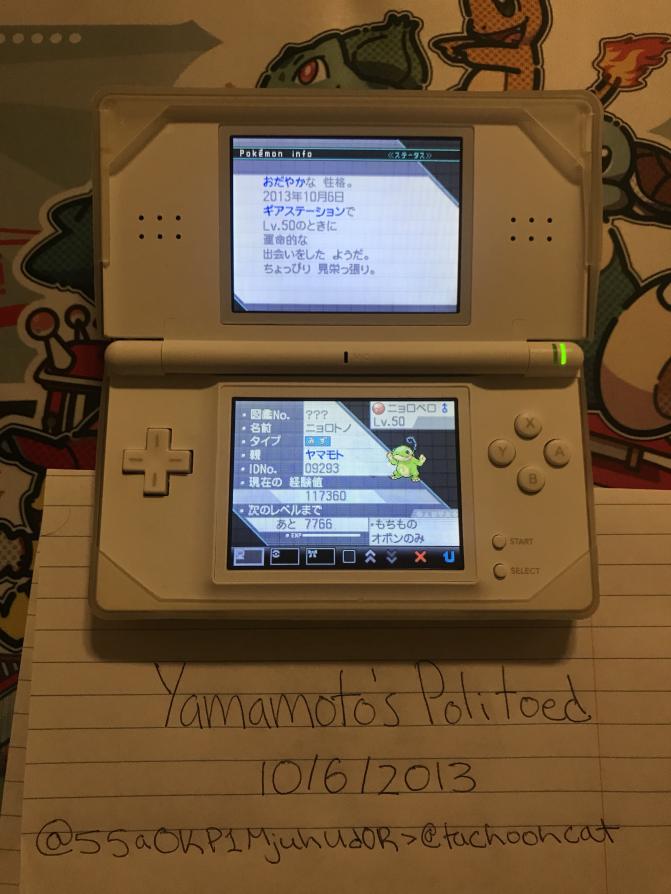 Pokémon info
≪ステータス≫
おだやかな 性格。
2013年10月6日
ギアステーションで
Lv.50のときに
運命的な
出会いをした ようだ。
ちょっぴり 見栄っ張り。
図鑑No. ???
名前 ニョロトノ
タイプ みず
親 ヤマモト
IDNo. 09293
現在の 経験値
117360
次のレベルまで
あと 7766
EXP
ニョロベロ♂
Lv.50
もちもの
オボンのみ
X
Y
A
B
START
SELECT
Yamamoto's Politoed
10/6/2013